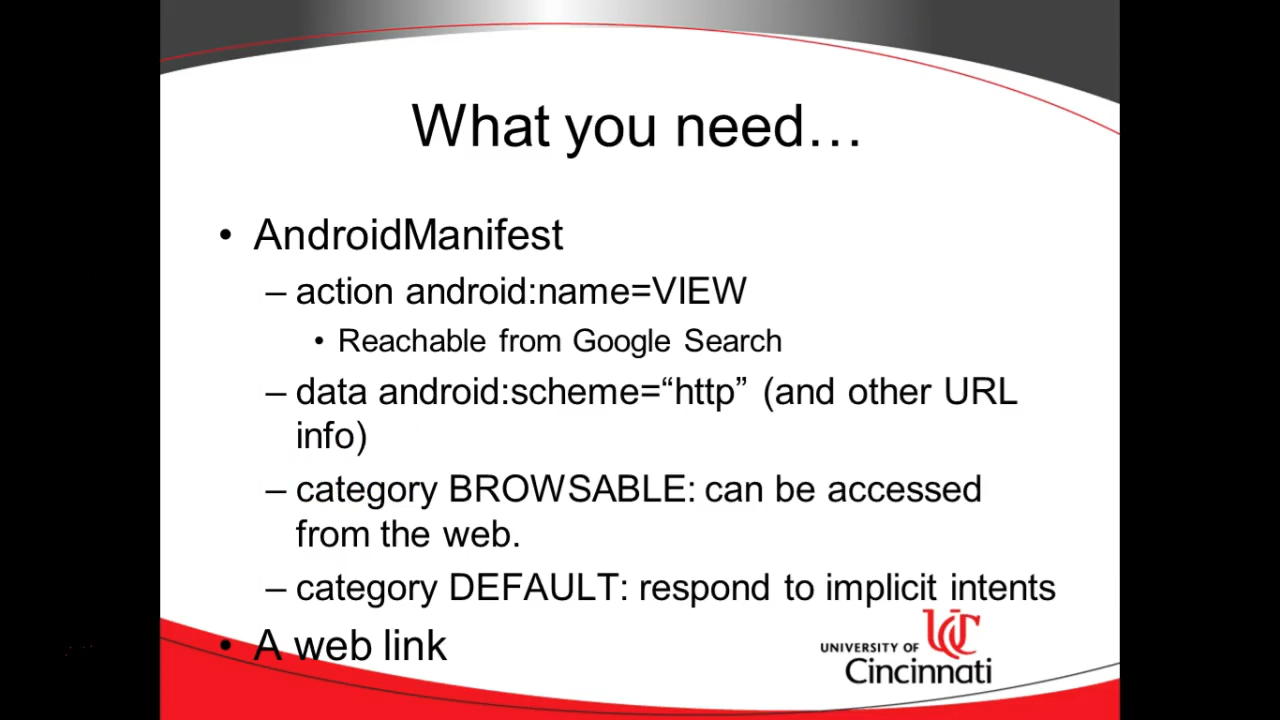 What you need…
• AndroidManifest
– action android:name=VIEW
• Reachable from Google Search
– data android:scheme=“http” (and other URL
info)
– category BROWSABLE: can be accessed
from the web.
– category DEFAULT: respond to implicit intents
• A web link
UC
UNIVERSITY OF
Cincinnati